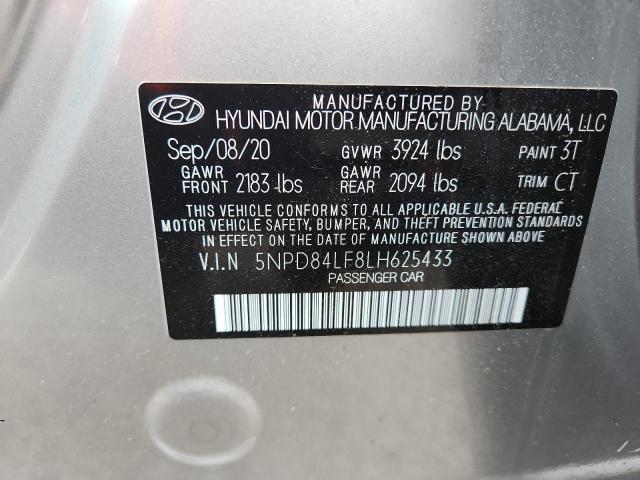 MANUFACTURED BY
HYUNDAI MOTOR MANUFACTURING ALABAMA, LLC
Sep/08/20 GVWR 3924 lbs PAINT 3T
GAWR FRONT 2183 lbs GAWR REAR 2094 lbs TRIM CT
THIS VEHICLE CONFORMS TO ALL APPLICABLE U.S.A. FEDERAL
MOTOR VEHICLE SAFETY, BUMPER, AND THEFT PREVENTION STANDARDS
IN EFFECT ON THE DATE OF MANUFACTURE SHOWN ABOVE
V.I.N 5NPD84LF8LH625433
PASSENGER CAR